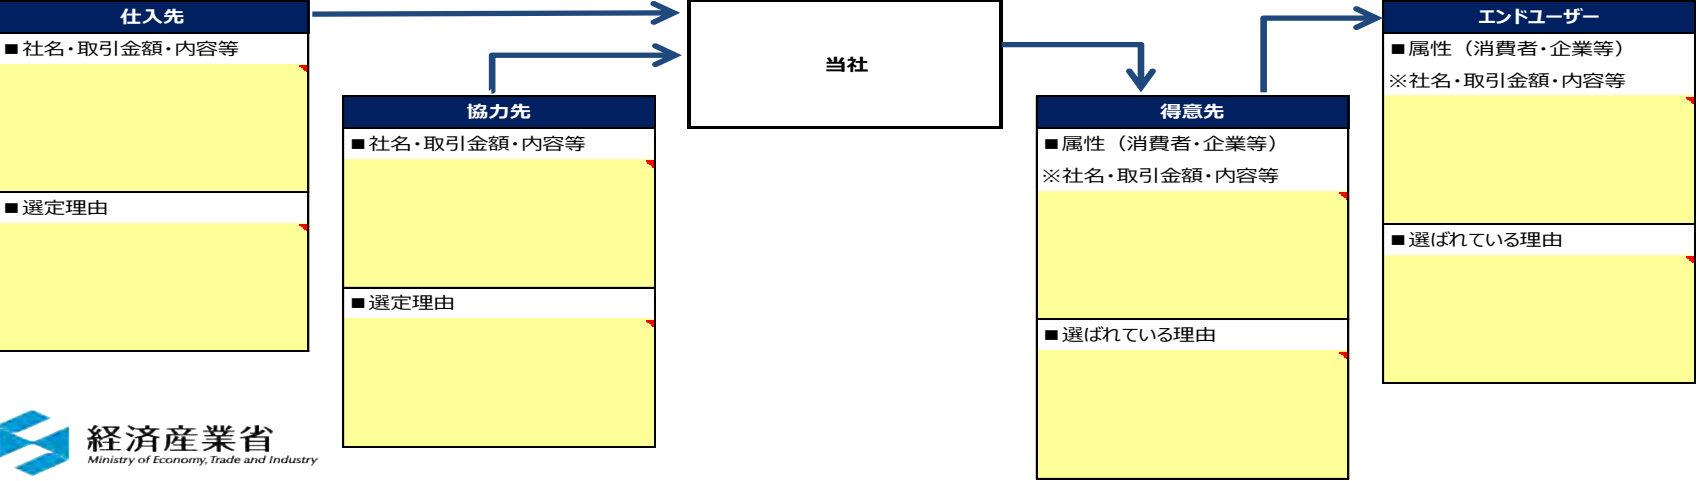 仕入先
■社名・取引金額・内容等
■選定理由
協力先
■社名・取引金額・内容等
■選定理由
当社
得意先
■属性（消費者・企業等）
※社名・取引金額・内容等
■選ばれている理由
エンドユーザー
■属性（消費者・企業等）
※社名・取引金額・内容等
■選ばれている理由
経済産業省
Ministry of Economy, Trade and Industry